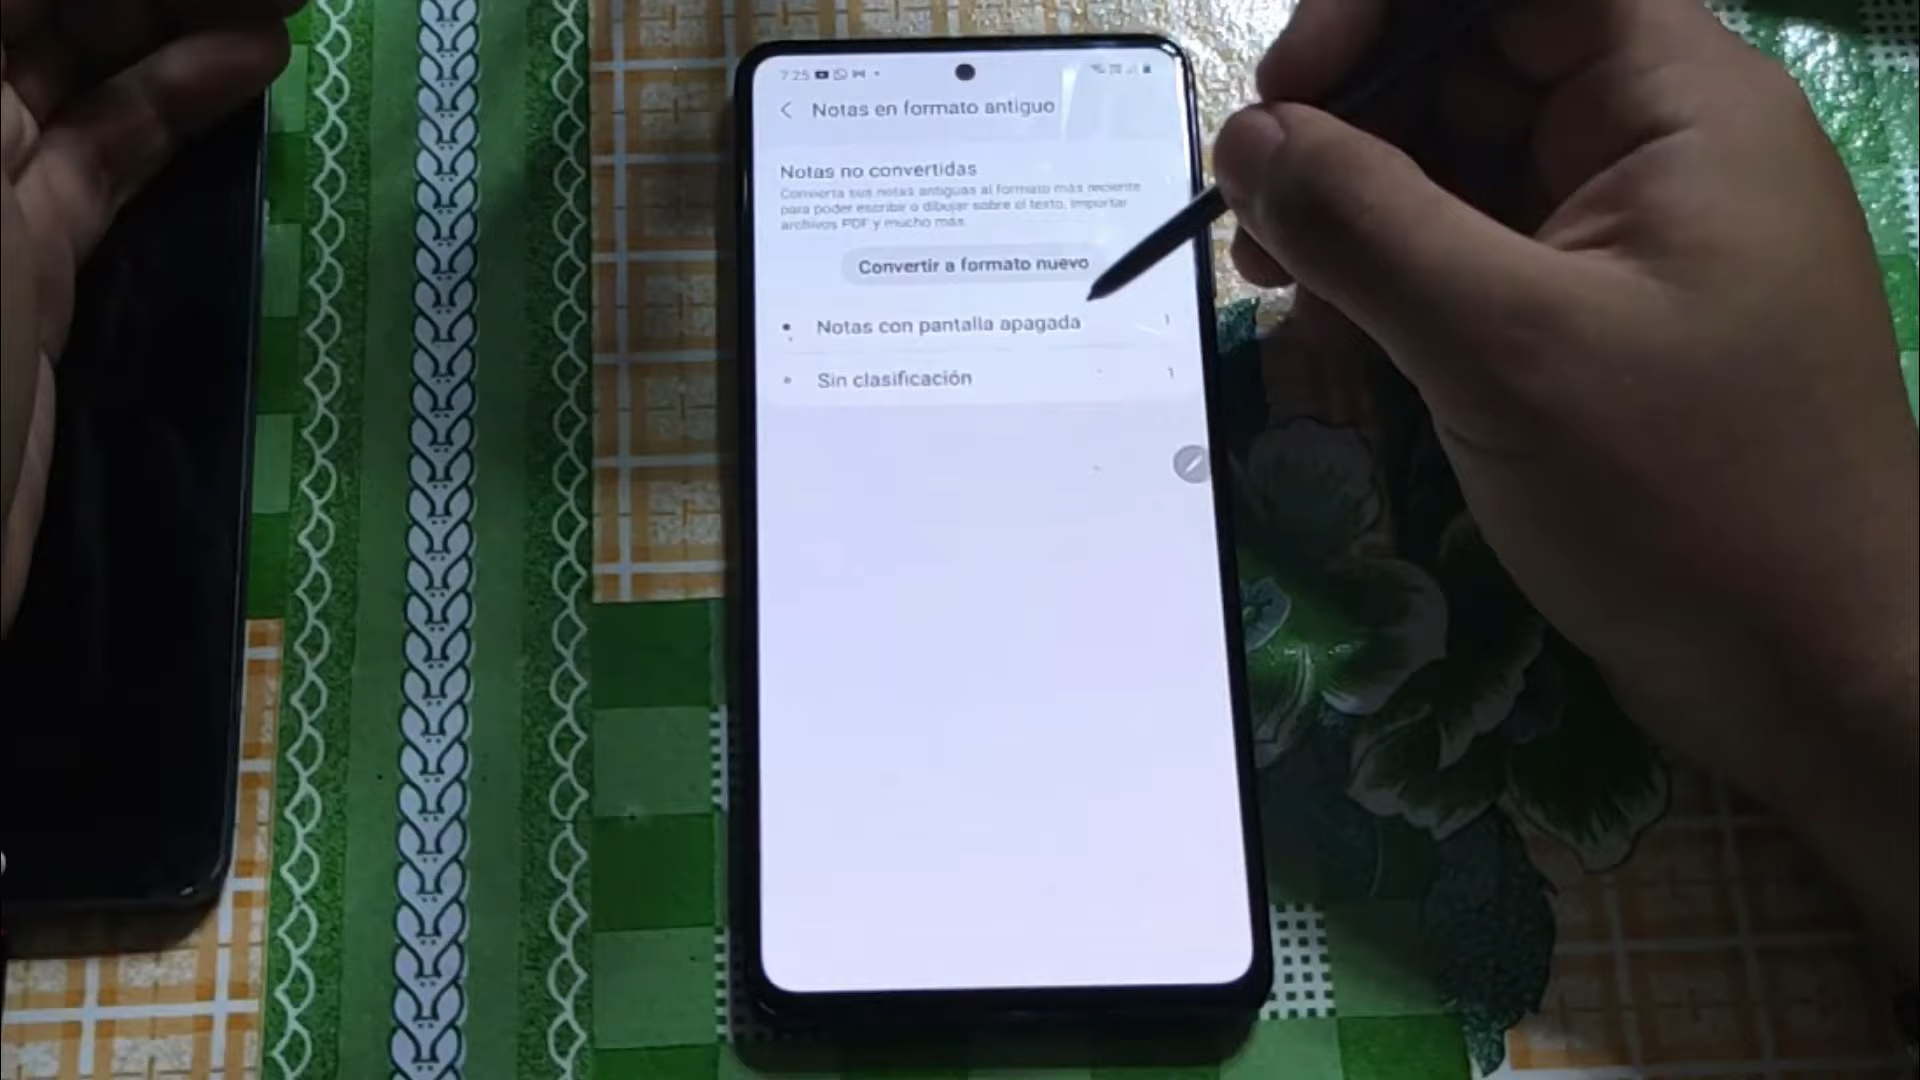 7:25
Notas en formato antiguo
Notas no convertidas
Convierta sus notas antiguas al formato más reciente
para poder escribir o dibujar sobre el texto, importar
archivos PDF y mucho más.
Convertir a formato nuevo
Notas con pantalla apagada 1
Sin clasificación 1